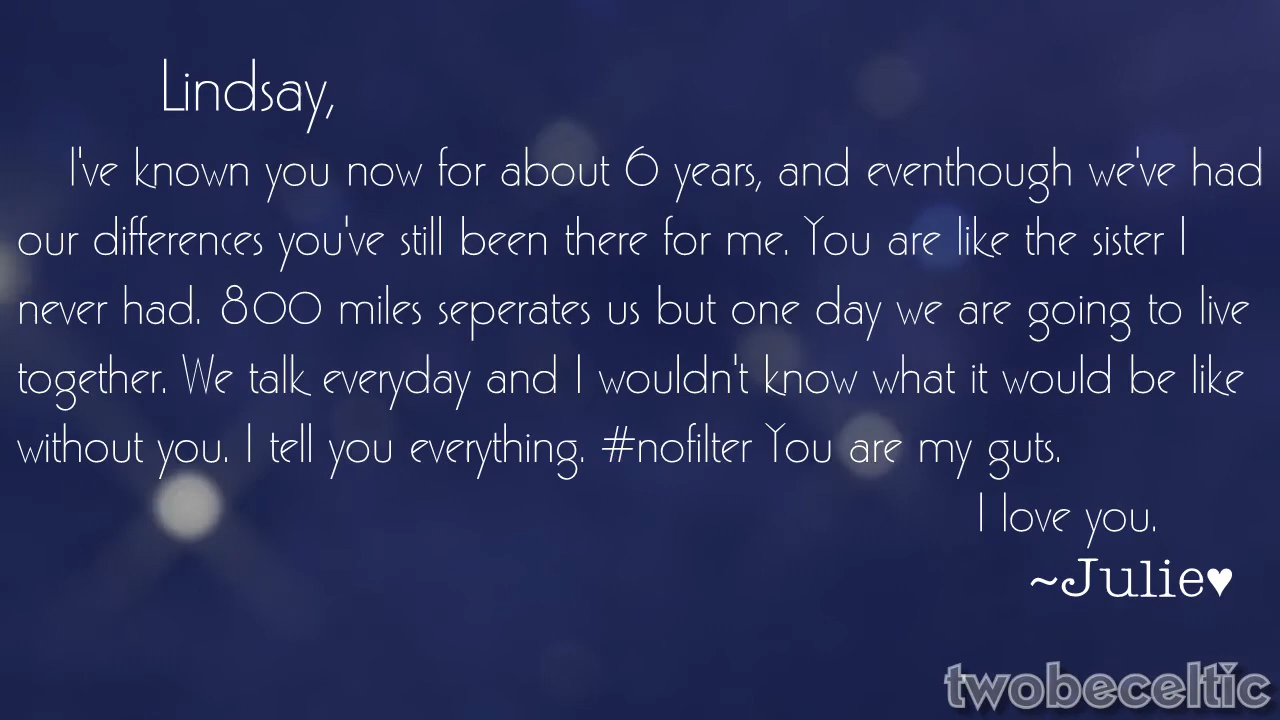 Lindsay,
I've known you now for about 6 years, and eventhough we've had
our differences you've still been there for me. You are like the sister I
never had. 800 miles seperates us but one day we are going to live
together. We talk everyday and I wouldn't know what it would be like
without you. I tell you everything. #nofilter You are my guts.
I love you.
~Julie♥
twobeceltic